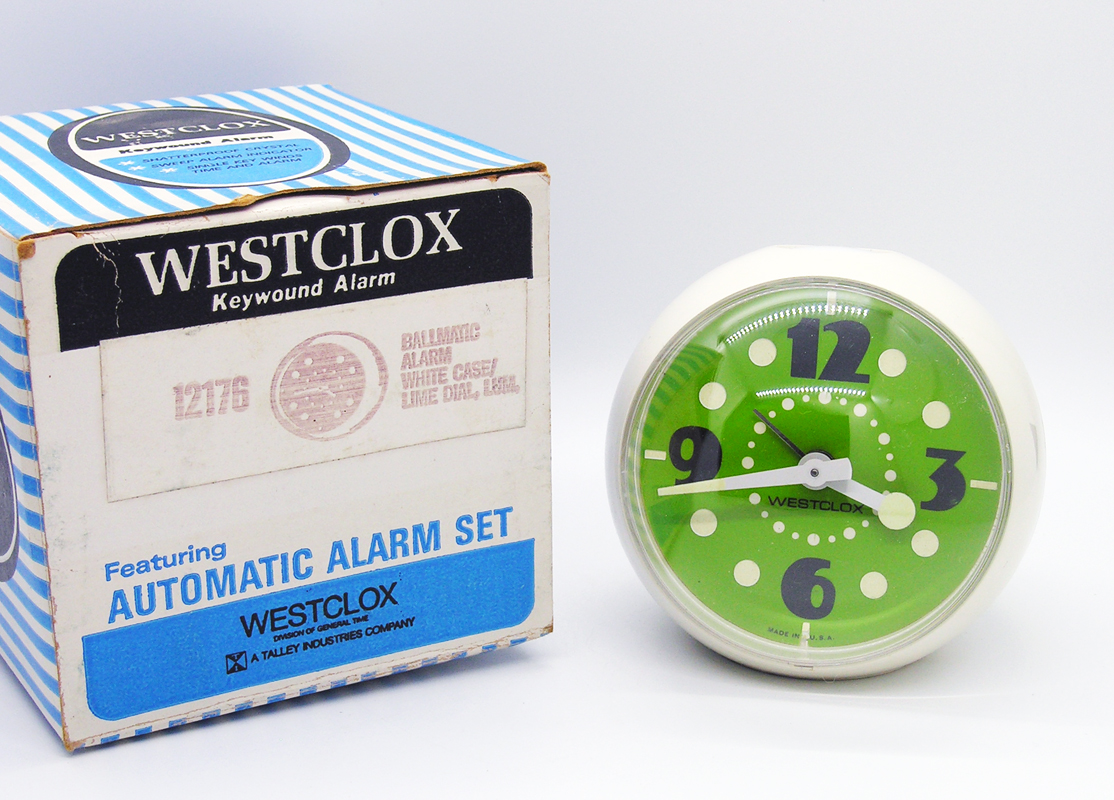 WESTCLOX
Keywound Alarm
* SHATTERPROOF CRYSTAL
* SWEEP ALARM INDICATOR
* SINGLE KEY WINDS
TIME AND ALARM
WESTCLOX
Keywound Alarm
12176
BALLMATIC
ALARM
WHITE CASE/
LIME DIAL, LUM.
Featuring
AUTOMATIC ALARM SET
WESTCLOX
DIVISION OF GENERAL TIME
A TALLEY INDUSTRIES COMPANY
12
9
3
WESTCLOX
6
MADE IN U.S.A.